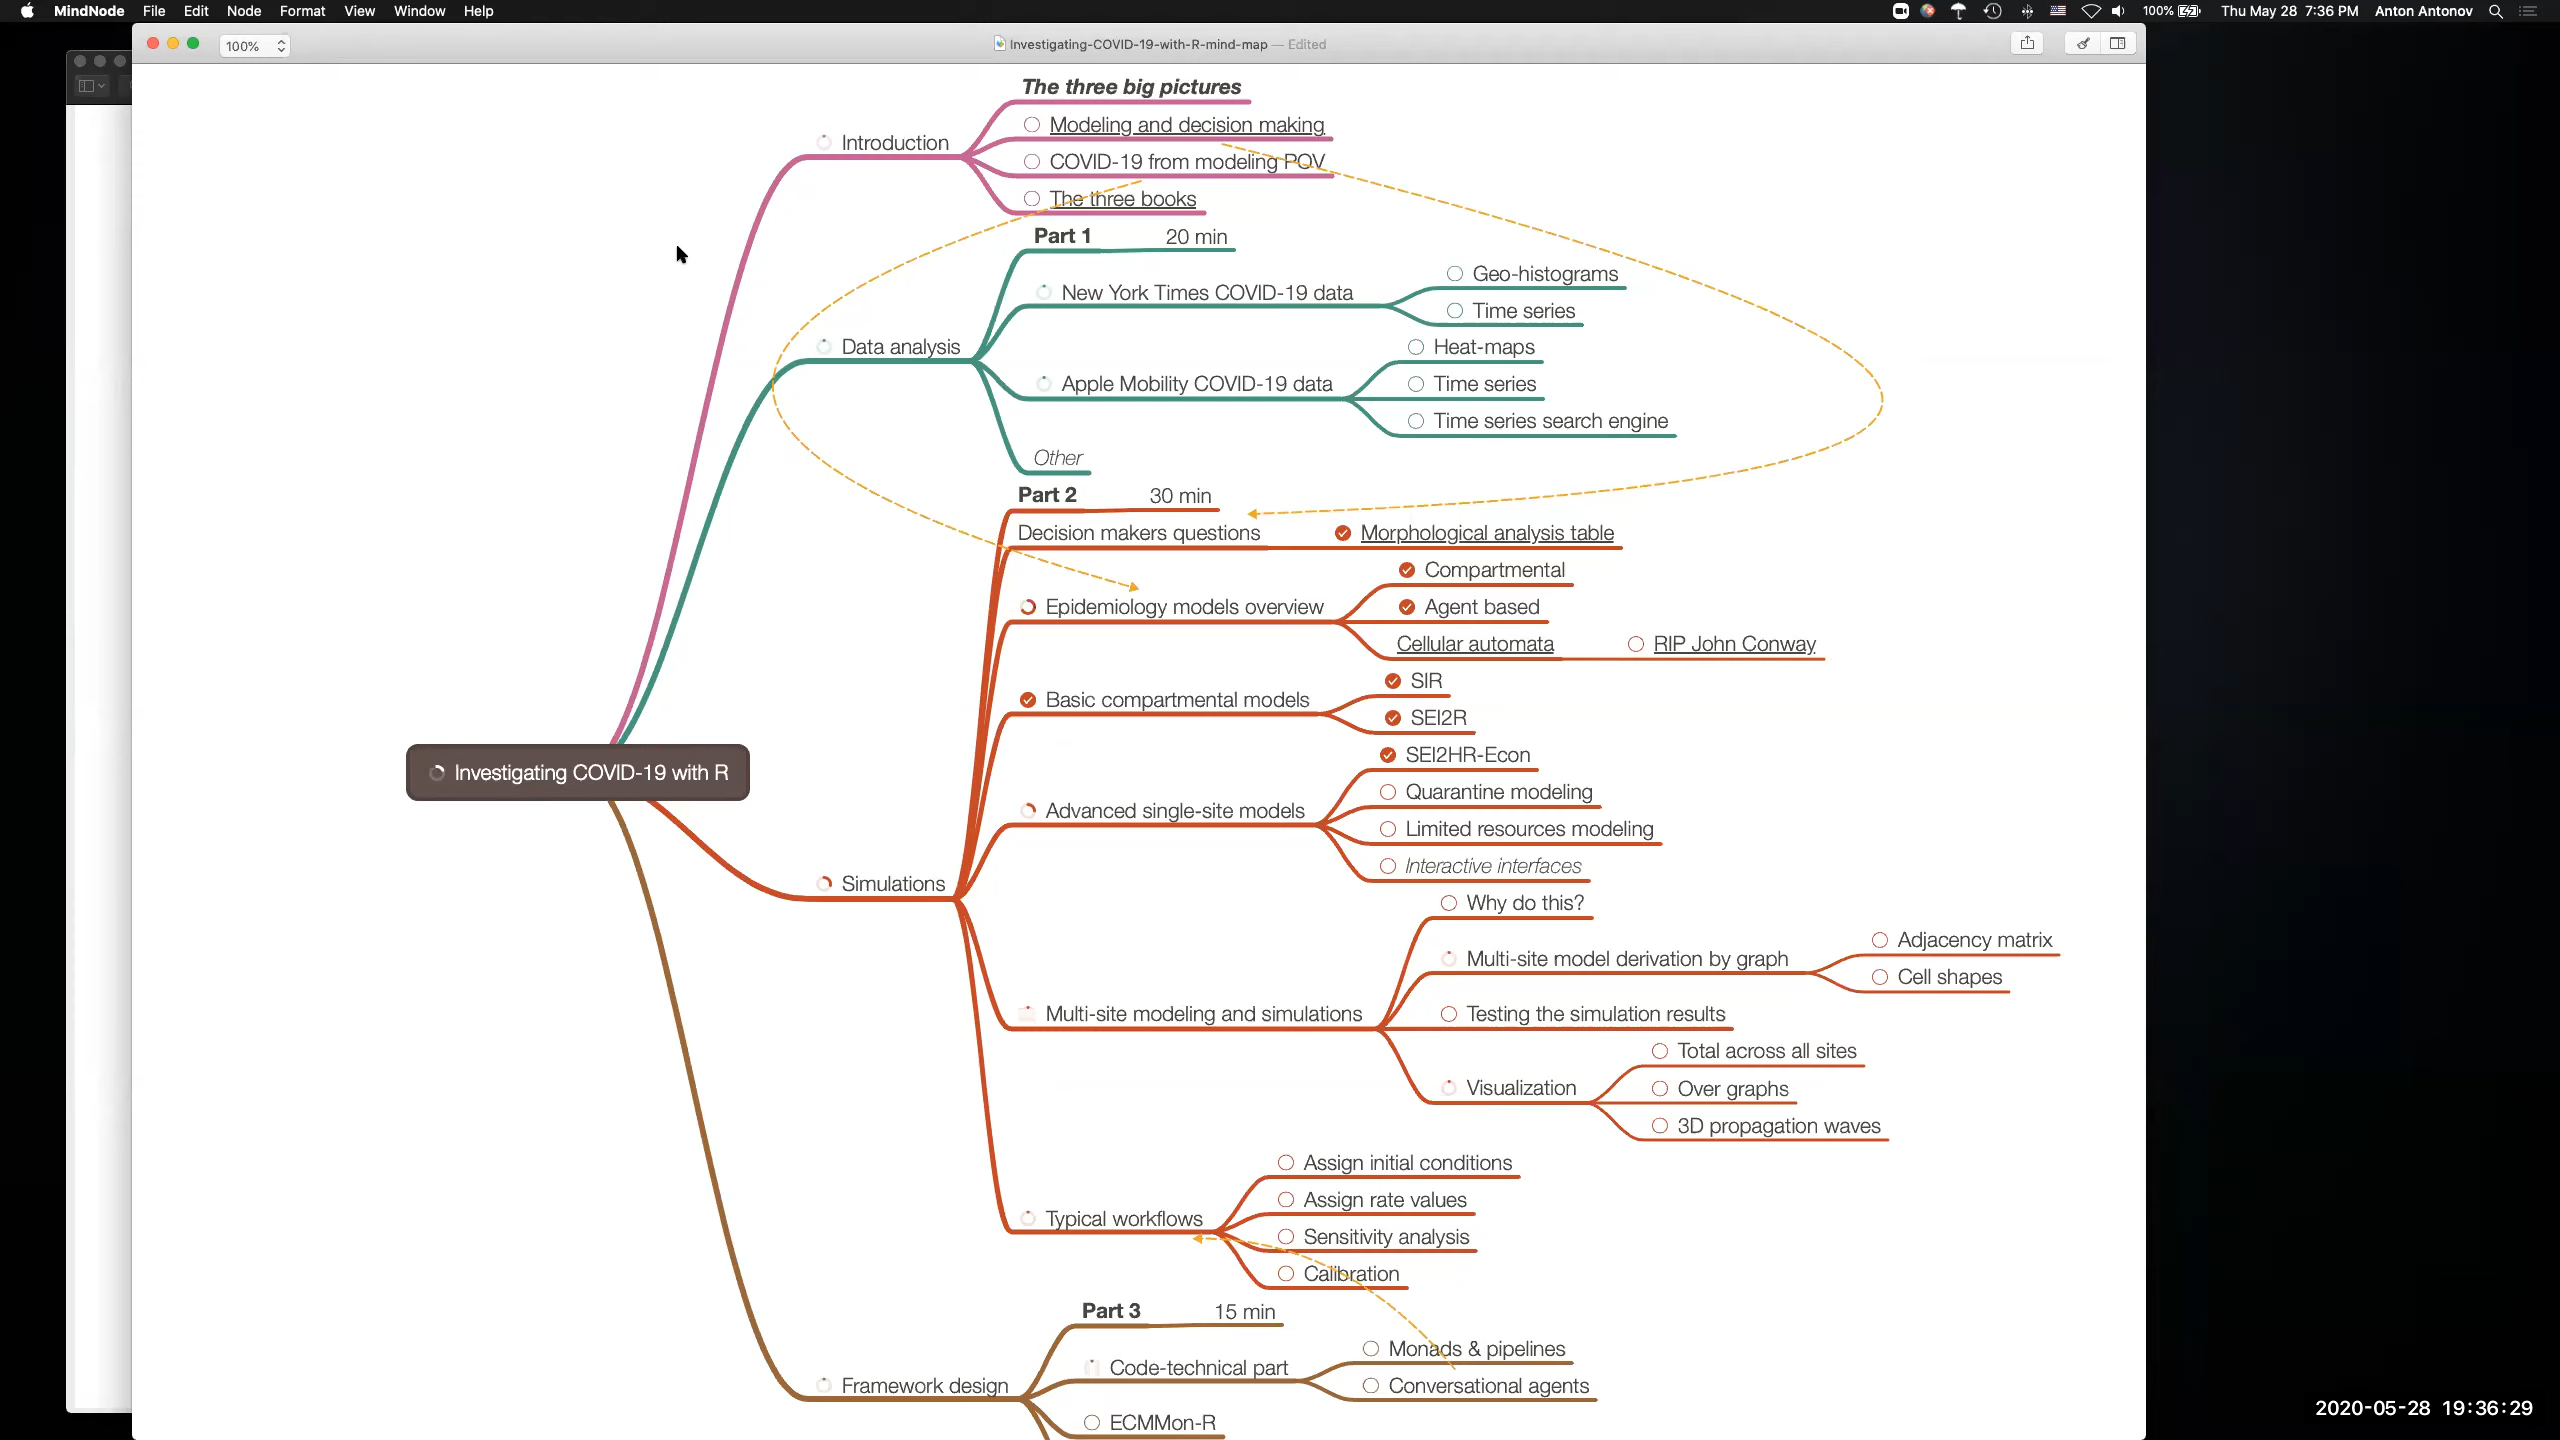 MindNode File Edit Node Format View Window Help
100% Thu May 28 7:36 PM Anton Antonov
100%
Investigating-COVID-19-with-R-mind-map — Edited
The three big pictures
Modeling and decision making
Introduction
COVID-19 from modeling POV
The three books
Part 1 20 min
Geo-histograms
New York Times COVID-19 data
Time series
Data analysis
Heat-maps
Apple Mobility COVID-19 data
Time series
Time series search engine
Other
Part 2 30 min
Decision makers questions
Morphological analysis table
Compartmental
Epidemiology models overview
Agent based
Cellular automata
RIP John Conway
SIR
Basic compartmental models
SEI2R
Investigating COVID-19 with R
SEI2HR-Econ
Quarantine modeling
Advanced single-site models
Limited resources modeling
Interactive interfaces
Simulations
Why do this?
Adjacency matrix
Multi-site model derivation by graph
Cell shapes
Multi-site modeling and simulations
Testing the simulation results
Total across all sites
Visualization
Over graphs
3D propagation waves
Assign initial conditions
Assign rate values
Typical workflows
Sensitivity analysis
Calibration
Part 3 15 min
Monads & pipelines
Code-technical part
Conversational agents
Framework design
ECMMon-R
2020-05-28 19:36:29